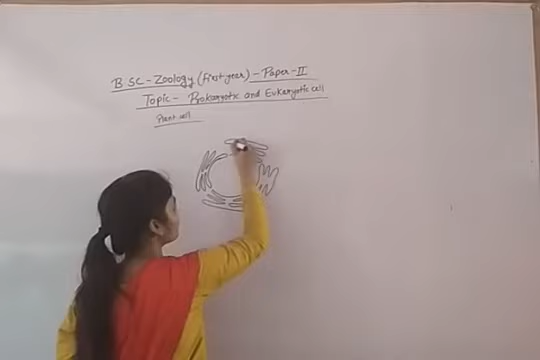 B.SC - Zoology (first-year) - Paper - II
Topic - Prokaryotic and Eukaryotic cell
Plant cell